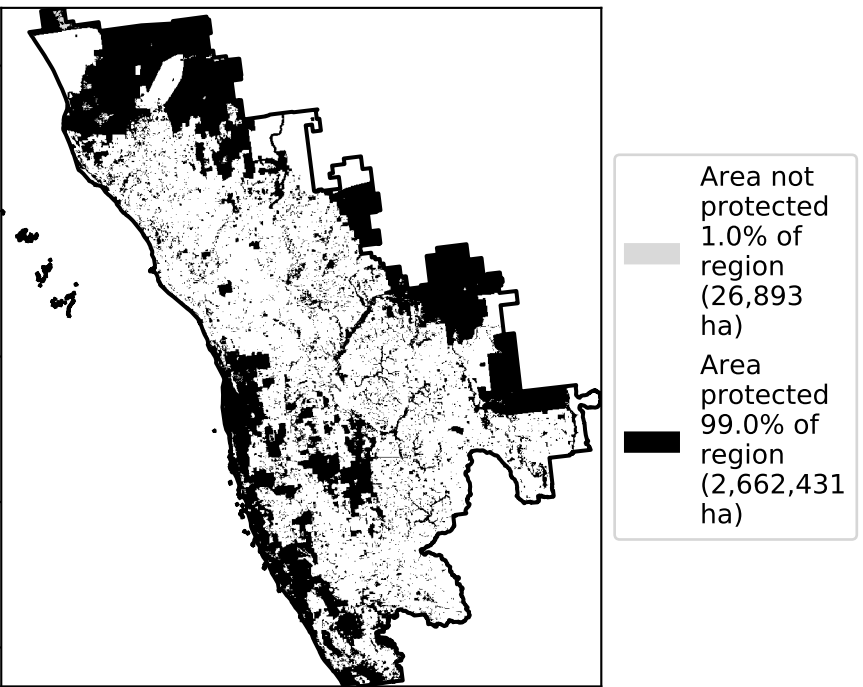 Area not
protected
1.0% of
region
(26,893
ha)
Area
protected
99.0% of
region
(2,662,431
ha)